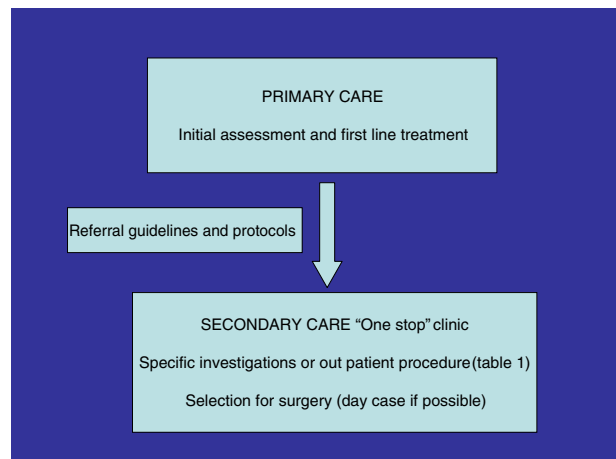 PRIMARY CARE
Initial assessment and first line treatment
Referral guidelines and protocols
SECONDARY CARE “One stop” clinic
Specific investigations or out patient procedure (table 1)
Selection for surgery (day case if possible)